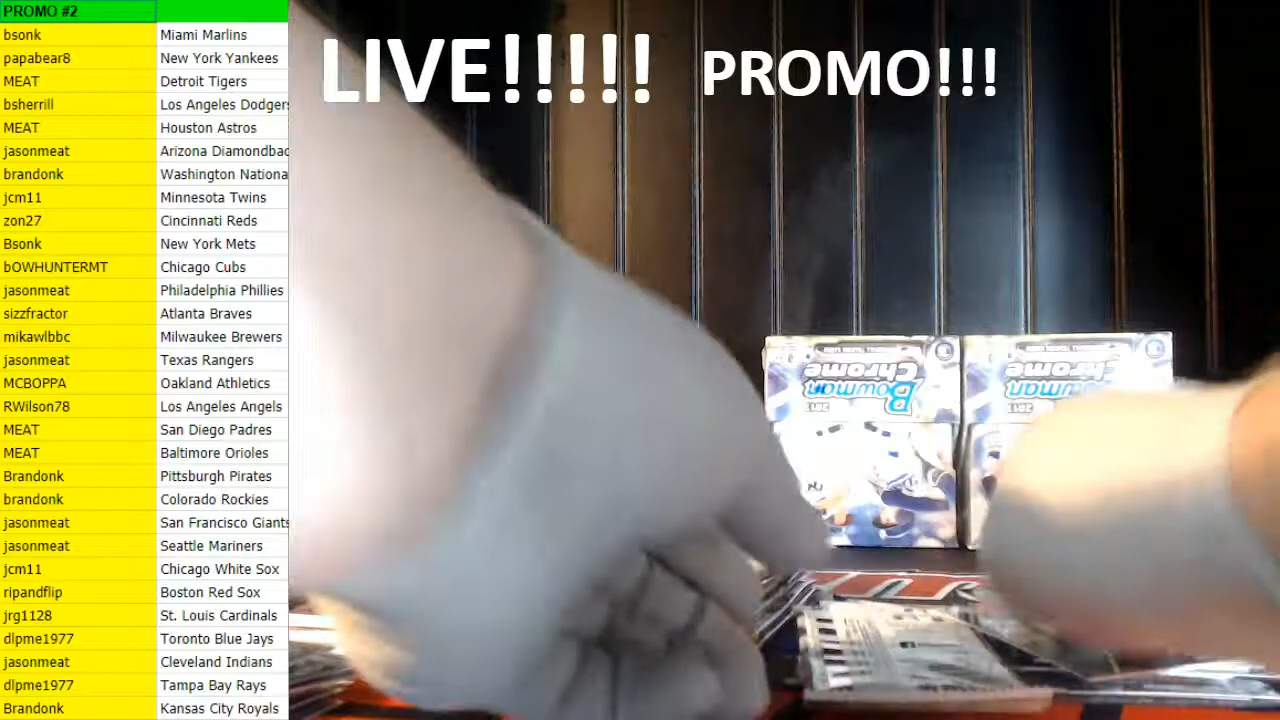 PROMO #2
bsonk Miami Marlins
papabear8 New York Yankees
MEAT Detroit Tigers
bsherrill Los Angeles Dodgers
MEAT Houston Astros
jasonmeat Arizona Diamondbac
brandonk Washington Nationa
jcm11 Minnesota Twins
zon27 Cincinnati Reds
Bsonk New York Mets
bOWHUNTERMT Chicago Cubs
jasonmeat Philadelphia Phillies
sizzfractor Atlanta Braves
mikawlbbc Milwaukee Brewers
jasonmeat Texas Rangers
MCBOPPA Oakland Athletics
RWilson78 Los Angeles Angels
MEAT San Diego Padres
MEAT Baltimore Orioles
Brandonk Pittsburgh Pirates
brandonk Colorado Rockies
jasonmeat San Francisco Giants
jasonmeat Seattle Mariners
jcm11 Chicago White Sox
ripandflip Boston Red Sox
jrg1128 St. Louis Cardinals
dlpme1977 Toronto Blue Jays
jasonmeat Cleveland Indians
dlpme1977 Tampa Bay Rays
Brandonk Kansas City Royals
LIVE!!!!! PROMO!!!
Bowman Chrome
Bowman Chrome